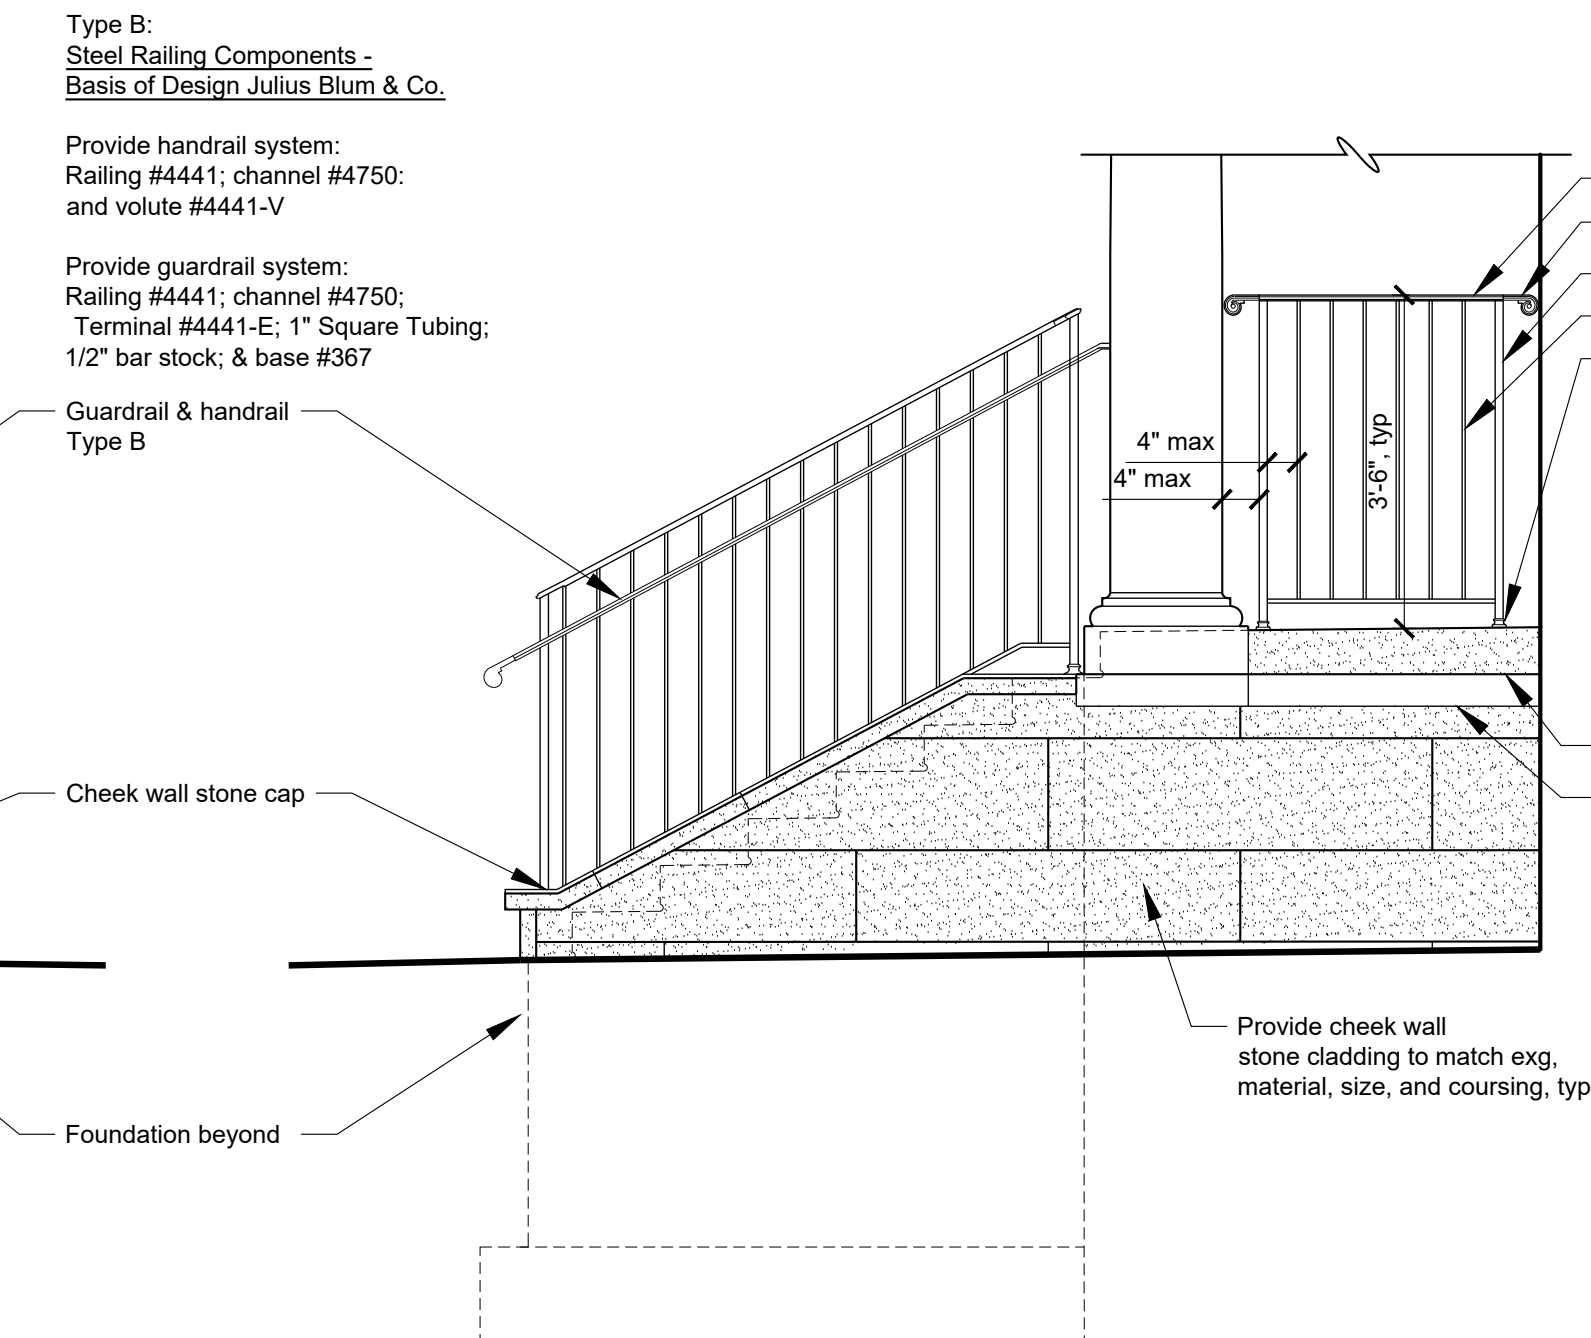 Type B:
Steel Railing Components -
Basis of Design Julius Blum & Co.
Provide handrail system:
Railing #4441; channel #4750:
and volute #4441-V
Provide guardrail system:
Railing #4441; channel #4750;
Terminal #4441-E; 1" Square Tubing;
1/2" bar stock; & base #367
Guardrail & handrail
Type B
4" max
4" max
3'-6", typ
Cheek wall stone cap
Provide cheek wall
stone cladding to match exg,
material, size, and coursing, typ
Foundation beyond